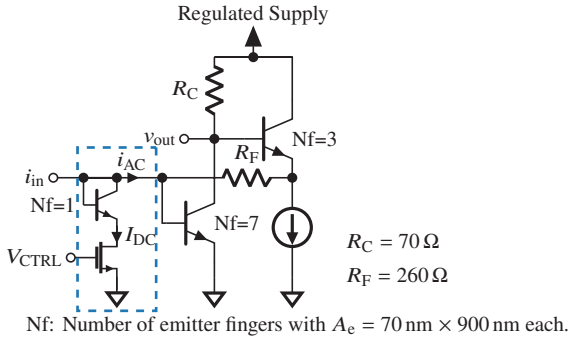 Regulated Supply
R_C
v_out
Nf=3
i_AC
R_F
i_in
Nf=1
I_DC
Nf=7
V_CTRL
R_C = 70 Ω
R_F = 260 Ω
Nf: Number of emitter fingers with A_e = 70 nm × 900 nm each.